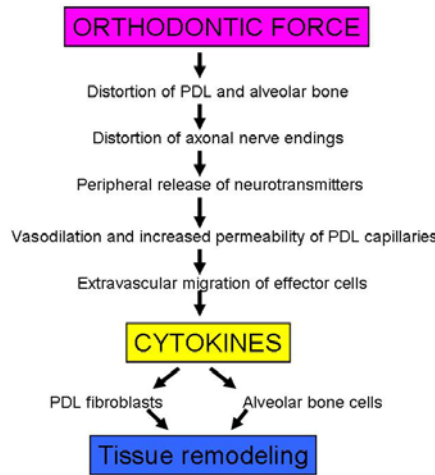 ORTHODONTIC FORCE
Distortion of PDL and alveolar bone
Distortion of axonal nerve endings
Peripheral release of neurotransmitters
Vasodilation and increased permeability of PDL capillaries
Extravascular migration of effector cells
CYTOKINES
PDL fibroblasts Alveolar bone cells
Tissue remodeling